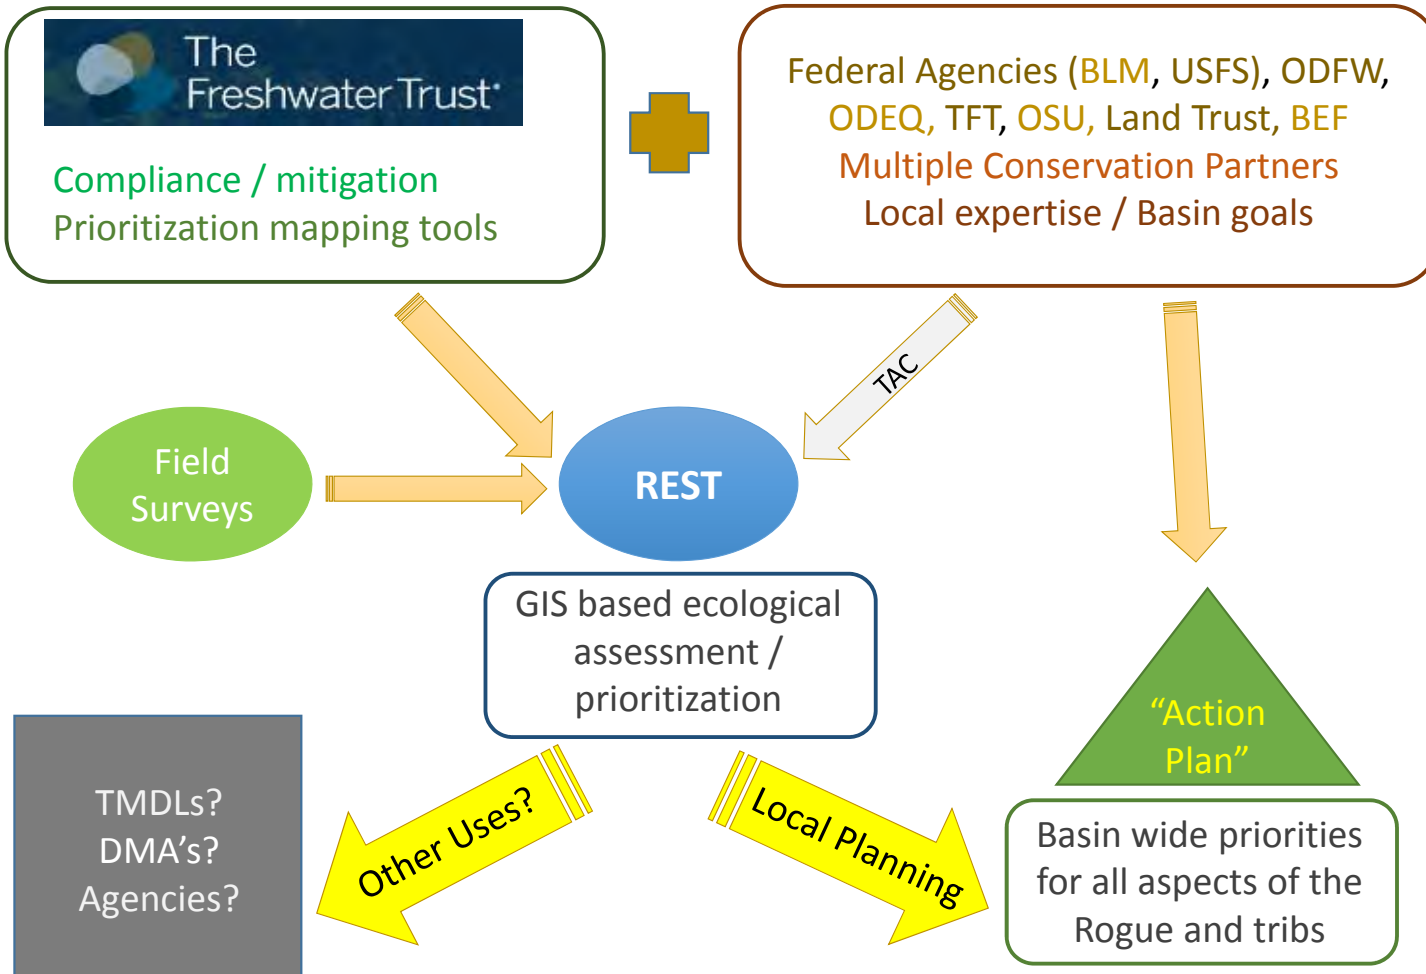 The
Freshwater Trust
Compliance / mitigation
Prioritization mapping tools
Federal Agencies (BLM, USFS), ODFW,
ODEQ, TFT, OSU, Land Trust, BEF
Multiple Conservation Partners
Local expertise / Basin goals
TAC
Field
Surveys
REST
GIS based ecological
assessment /
prioritization
“Action
Plan”
TMDLs?
DMA's?
Agencies?
Other Uses?
Local Planning
Basin wide priorities
for all aspects of the
Rogue and tribs